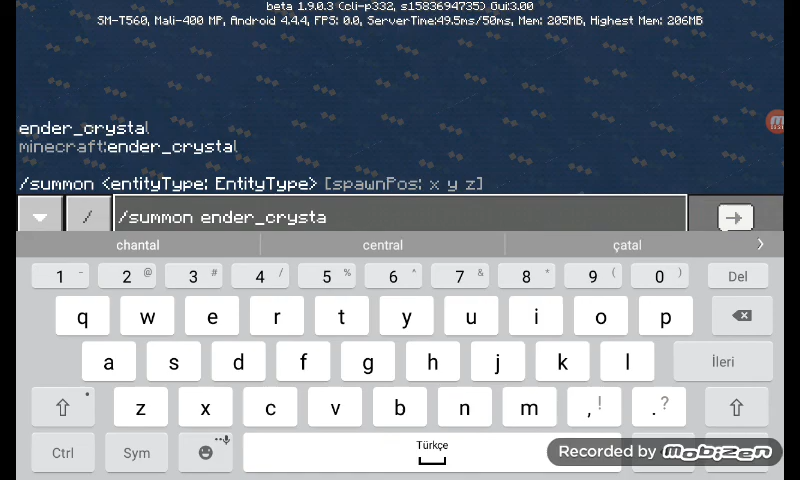 beta 1.9.0.3 (cli-p332, s1583694735) Gui:3.00
SM-T560, Mali-400 MP, Android 4.4.4, FPS: 0.0, ServerTime:49.5ms/50ms, Mem: 205MB, Highest Mem: 206MB
ender_crystal
minecraft:ender_crystal
/summon <entityType: EntityType> [spawnPos: x y z]
/ /summon ender_crysta
chantal central çatal
1 - 2 @ 3 # 4 / 5 % 6 ^ 7 & 8 * 9 ( 0 ) Del
q w e r t y u i o p
a s d f g h j k l İleri
z x c v b n m , ! . ?
Ctrl Sym Türkçe
Recorded by Mobizen